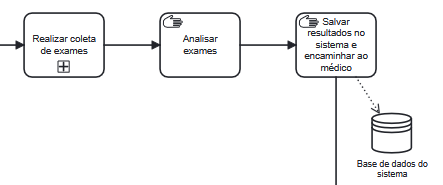 Realizar coleta
de exames
Analisar
exames
Salvar
resultados no
sistema e
encaminhar ao
médico
Base de dados do
sistema